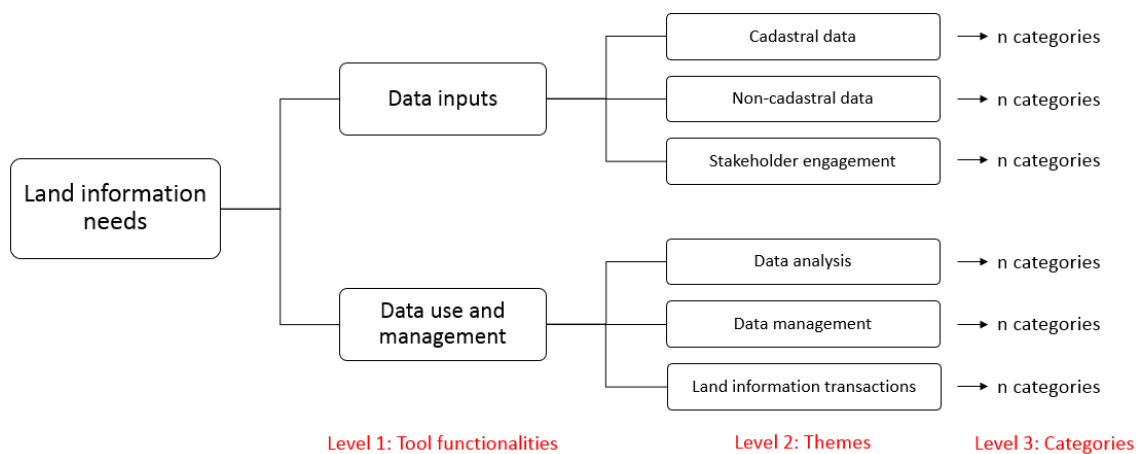 Land information
needs
Data inputs
Cadastral data
n categories
Non-cadastral data
n categories
Stakeholder engagement
n categories
Data use and
management
Data analysis
n categories
Data management
n categories
Land information transactions
n categories
Level 1: Tool functionalities
Level 2: Themes
Level 3: Categories